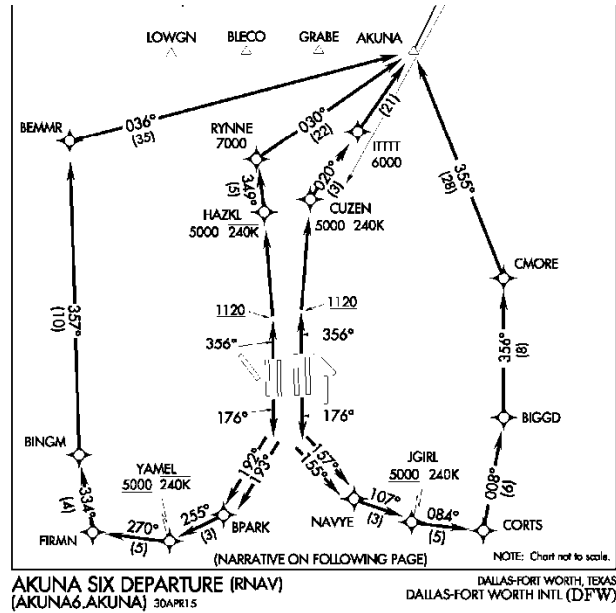 LOWGN BLECO GRABE AKUNA
BEMMR
036°
(35)
RYNNE
7000
030°
(22)
(21)
ITTTT
6000
349°
(5)
020°
(3)
HAZKL
5000 240K
CUZEN
5000 240K
355°
(28)
CMORE
1120
1120
356°
356°
357°
(10)
356°
(8)
176°
176°
BIGGD
BINGM
YAMEL
5000 240K
192°
193°
157°
155°
JGIRL
5000 240K
008°
(6)
334°
(4)
FIRMN
270°
(5)
255°
(3)
BPARK
NAVYE
107°
(3)
084°
(5)
CORTS
(NARRATIVE ON FOLLOWING PAGE)
NOTE: Chart not to scale.
AKUNA SIX DEPARTURE (RNAV)
(AKUNA6.AKUNA) 30APR15
DALLAS-FORT WORTH, TEXAS
DALLAS-FORT WORTH INTL (DFW)